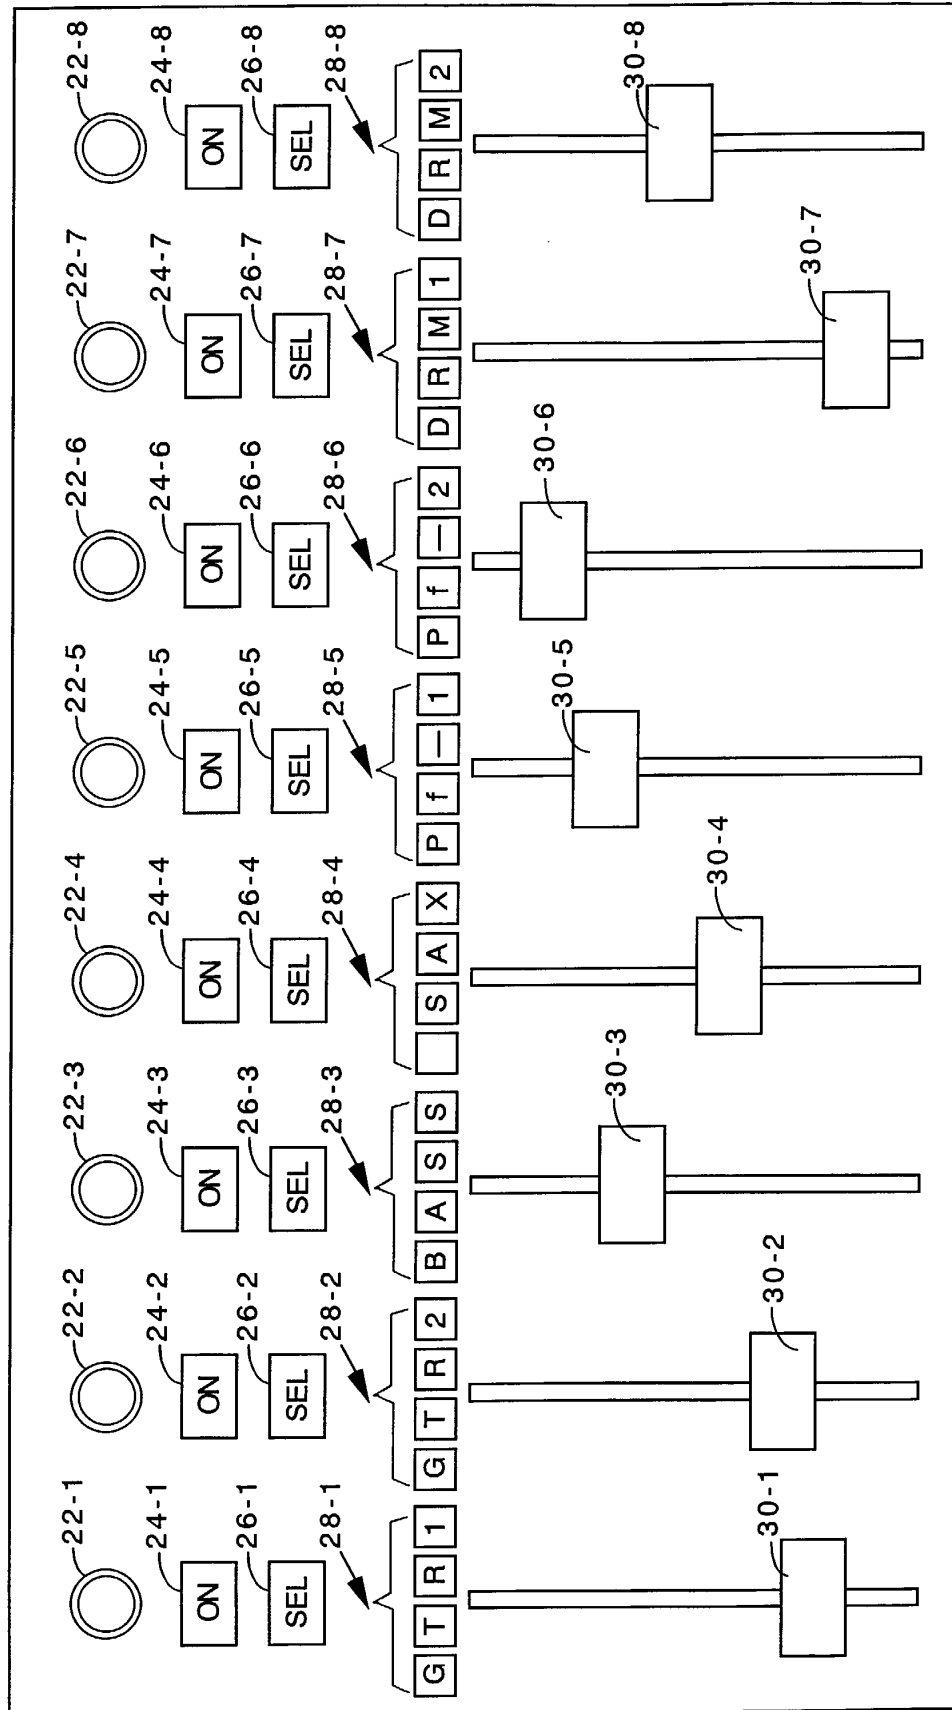 22-1 22-2 22-3 22-4 22-5 22-6 22-7 22-8
24-1 24-2 24-3 24-4 24-5 24-6 24-7 24-8
ON ON ON ON ON ON ON ON
26-1 26-2 26-3 26-4 26-5 26-6 26-7 26-8
SEL SEL SEL SEL SEL SEL SEL SEL
28-1 28-2 28-3 28-4 28-5 28-6 28-7 28-8
G T R 1 G T R 2 B A S S S A X P f — 1 P f — 2 D R M 1 D R M 2
30-1 30-2 30-3 30-4 30-5 30-6 30-7 30-8